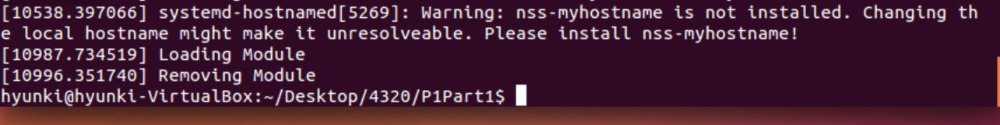 [10538.397066] systemd-hostnamed[5269]: Warning: nss-myhostname is not installed. Changing th
e local hostname might make it unresolveable. Please install nss-myhostname!
[10987.734519] Loading Module
[10996.351740] Removing Module
hyunki@hyunki-VirtualBox:~/Desktop/4320/P1Part1$